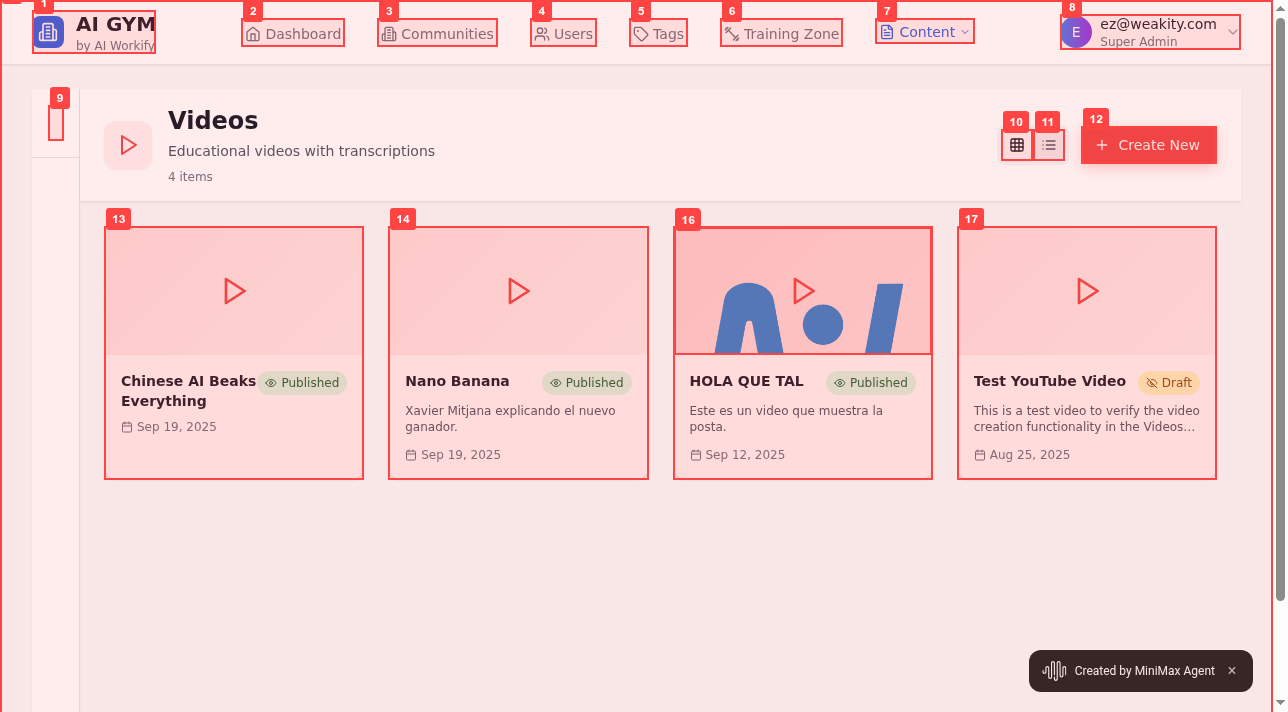 1
AI GYM
by AI Workify
2
Dashboard
3
Communities
4
Users
5
Tags
6
Training Zone
7
Content
8
E
ez@weakity.com
Super Admin
9
Videos
Educational videos with transcriptions
4 items
10
11
12
Create New
13
Chinese AI Beaks Everything
Published
Sep 19, 2025
14
Nano Banana
Published
Xavier Mitjana explicando el nuevo
ganador.
Sep 19, 2025
16
HOLA QUE TAL
Published
Este es un video que muestra la
posta.
Sep 12, 2025
17
Test YouTube Video
Draft
This is a test video to verify the video
creation functionality in the Videos...
Aug 25, 2025
Created by MiniMax Agent